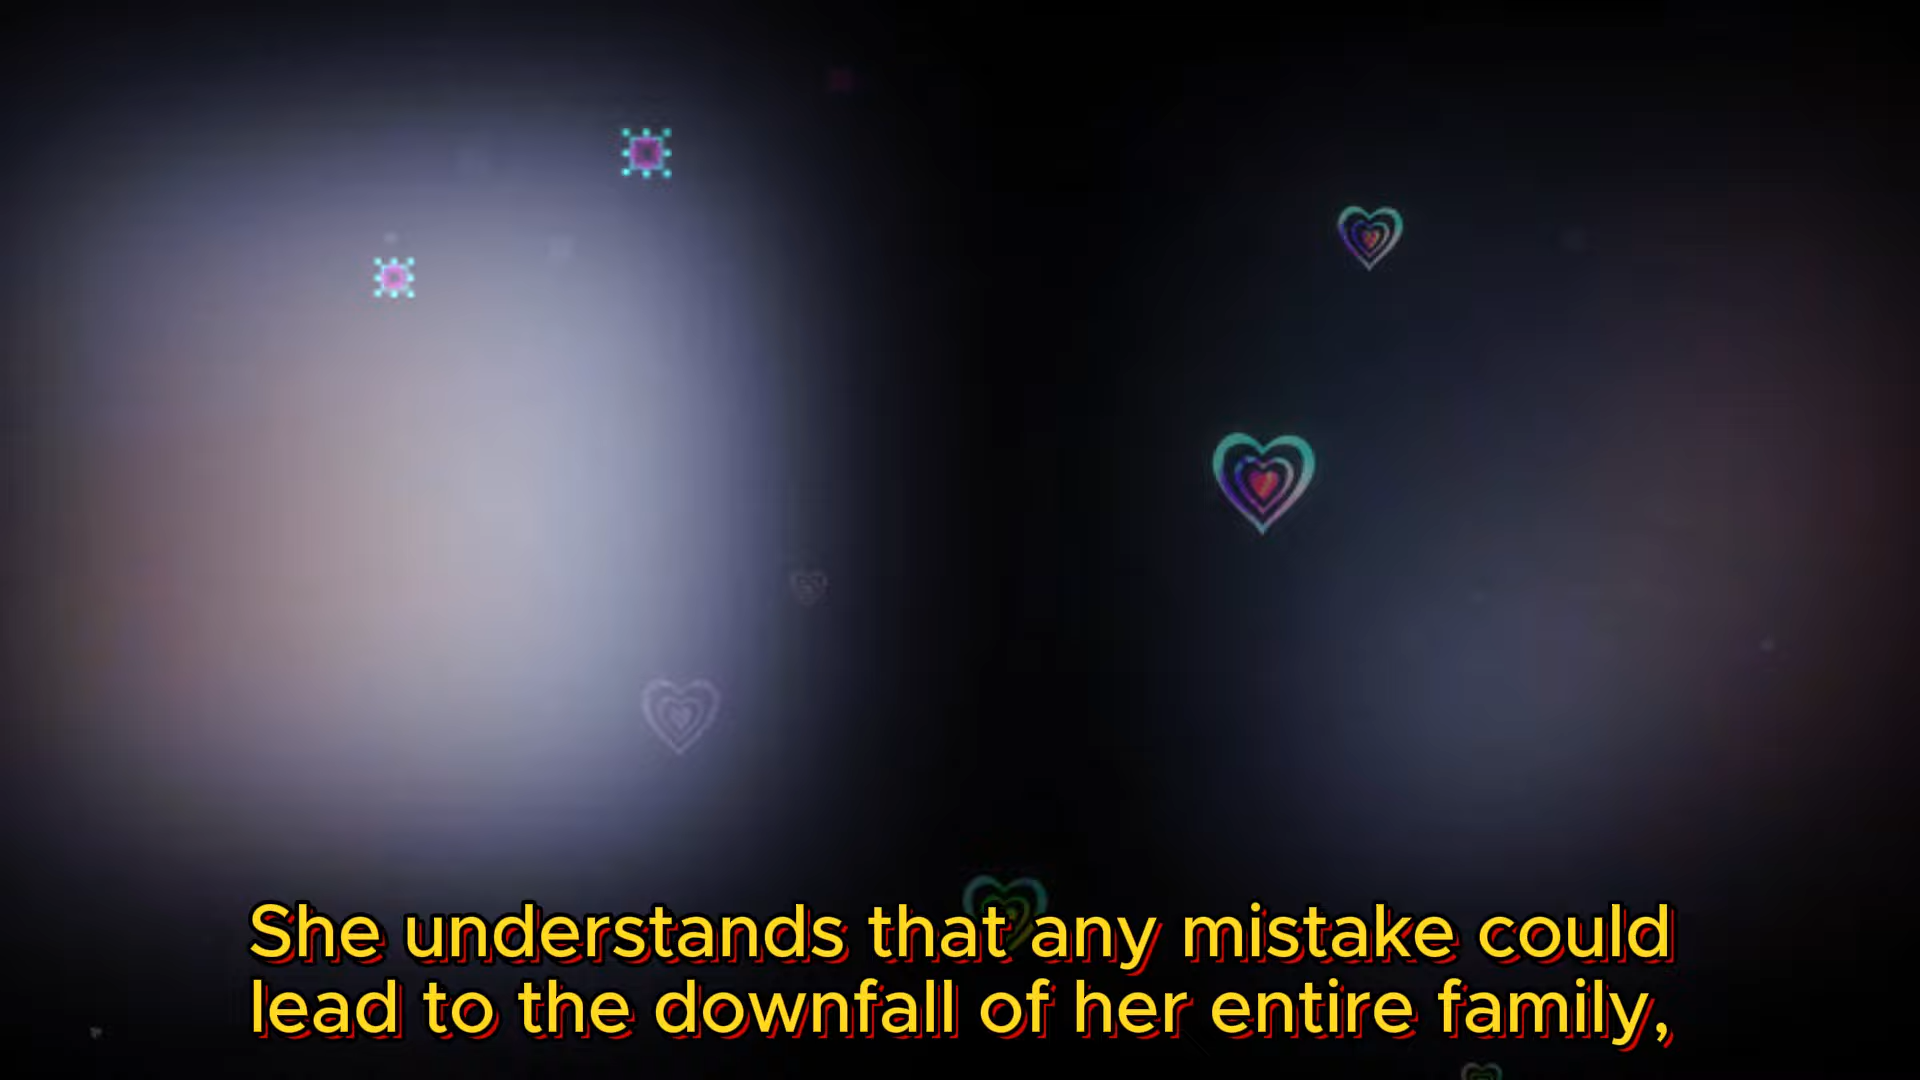 She understands that any mistake could
lead to the downfall of her entire family,